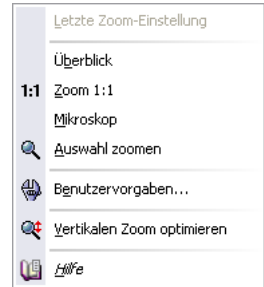 Letzte Zoom-Einstellung
Überblick
1:1 Zoom 1:1
Mikroskop
Auswahl zoomen
Benutzervorgaben...
Vertikalen Zoom optimieren
Hilfe